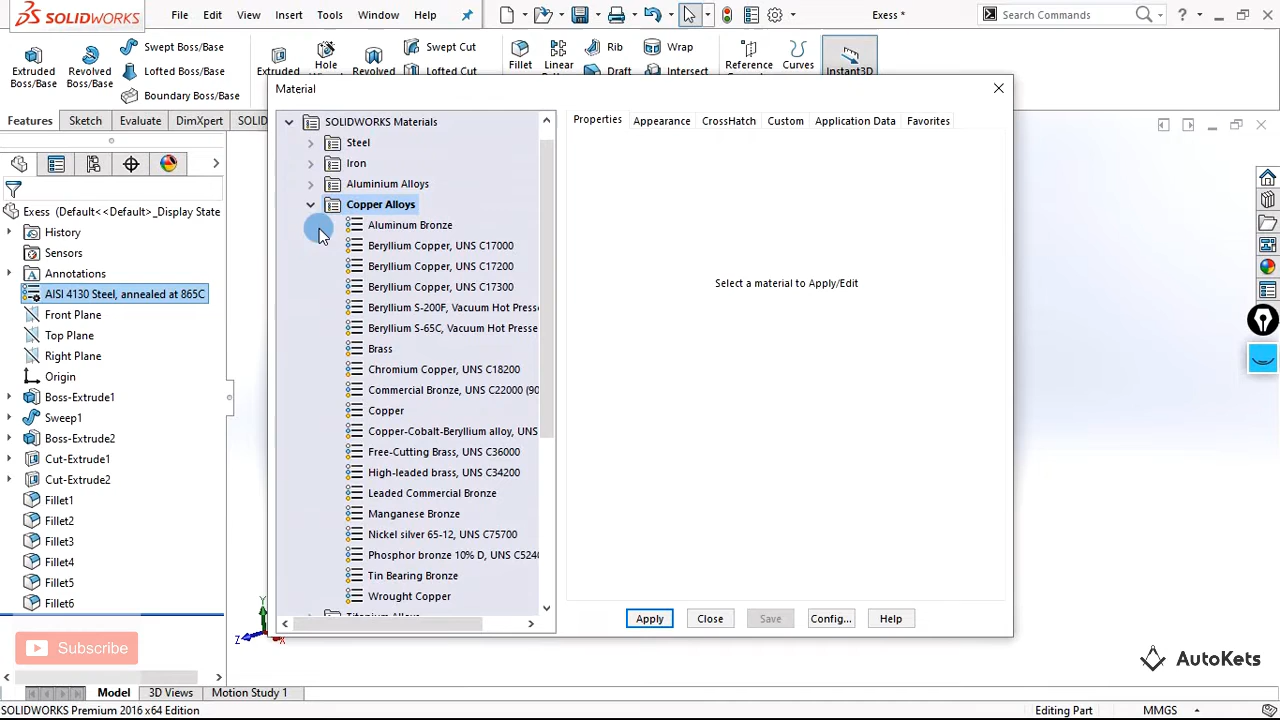 SOLIDWORKS File Edit View Insert Tools Window Help Exess * Search Commands ?
Extruded Boss/Base
Revolved Boss/Base
Swept Boss/Base
Lofted Boss/Base
Boundary Boss/Base
Extruded
Hole
Revolved
Swept Cut
Lofted Cut
Fillet
Linear
Rib
Draft
Wrap
Intersect
Reference
Curves
Instant3D
Features Sketch Evaluate DimXpert SOLID
Exess (Default<<Default>_Display State
History
Sensors
Annotations
AISI 4130 Steel, annealed at 865C
Front Plane
Top Plane
Right Plane
Origin
Boss-Extrude1
Sweep1
Boss-Extrude2
Cut-Extrude1
Cut-Extrude2
Fillet1
Fillet2
Fillet3
Fillet4
Fillet5
Fillet6
Material
SOLIDWORKS Materials
Steel
Iron
Aluminium Alloys
Copper Alloys
Aluminum Bronze
Beryllium Copper, UNS C17000
Beryllium Copper, UNS C17200
Beryllium Copper, UNS C17300
Beryllium S-200F, Vacuum Hot Presse
Beryllium S-65C, Vacuum Hot Presse
Brass
Chromium Copper, UNS C18200
Commercial Bronze, UNS C22000 (90
Copper
Copper-Cobalt-Beryllium alloy, UNS
Free-Cutting Brass, UNS C36000
High-leaded brass, UNS C34200
Leaded Commercial Bronze
Manganese Bronze
Nickel silver 65-12, UNS C75700
Phosphor bronze 10% D, UNS C5240
Tin Bearing Bronze
Wrought Copper
Titanium Alloys
Properties Appearance CrossHatch Custom Application Data Favorites
Select a material to Apply/Edit
Apply Close Save Config... Help
Z X Y
Subscribe
AutoKets
Model 3D Views Motion Study 1
SOLIDWORKS Premium 2016 x64 Edition Editing Part MMGS